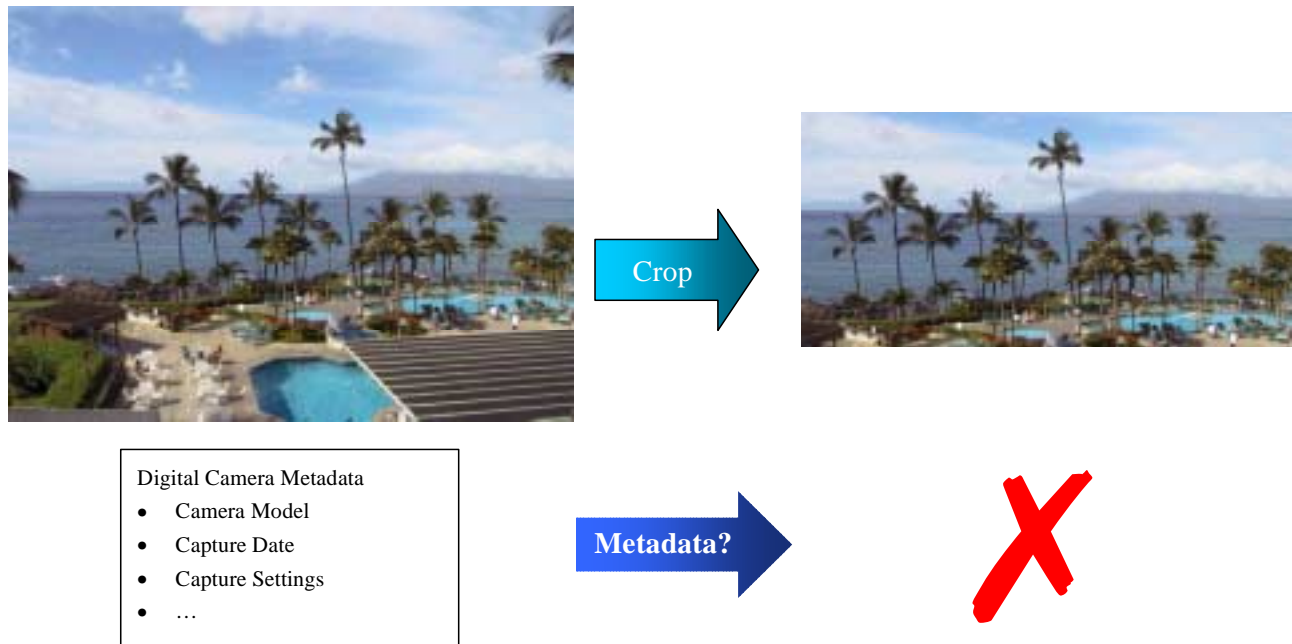 Crop
Digital Camera Metadata
• Camera Model
• Capture Date
• Capture Settings
• …
Metadata?